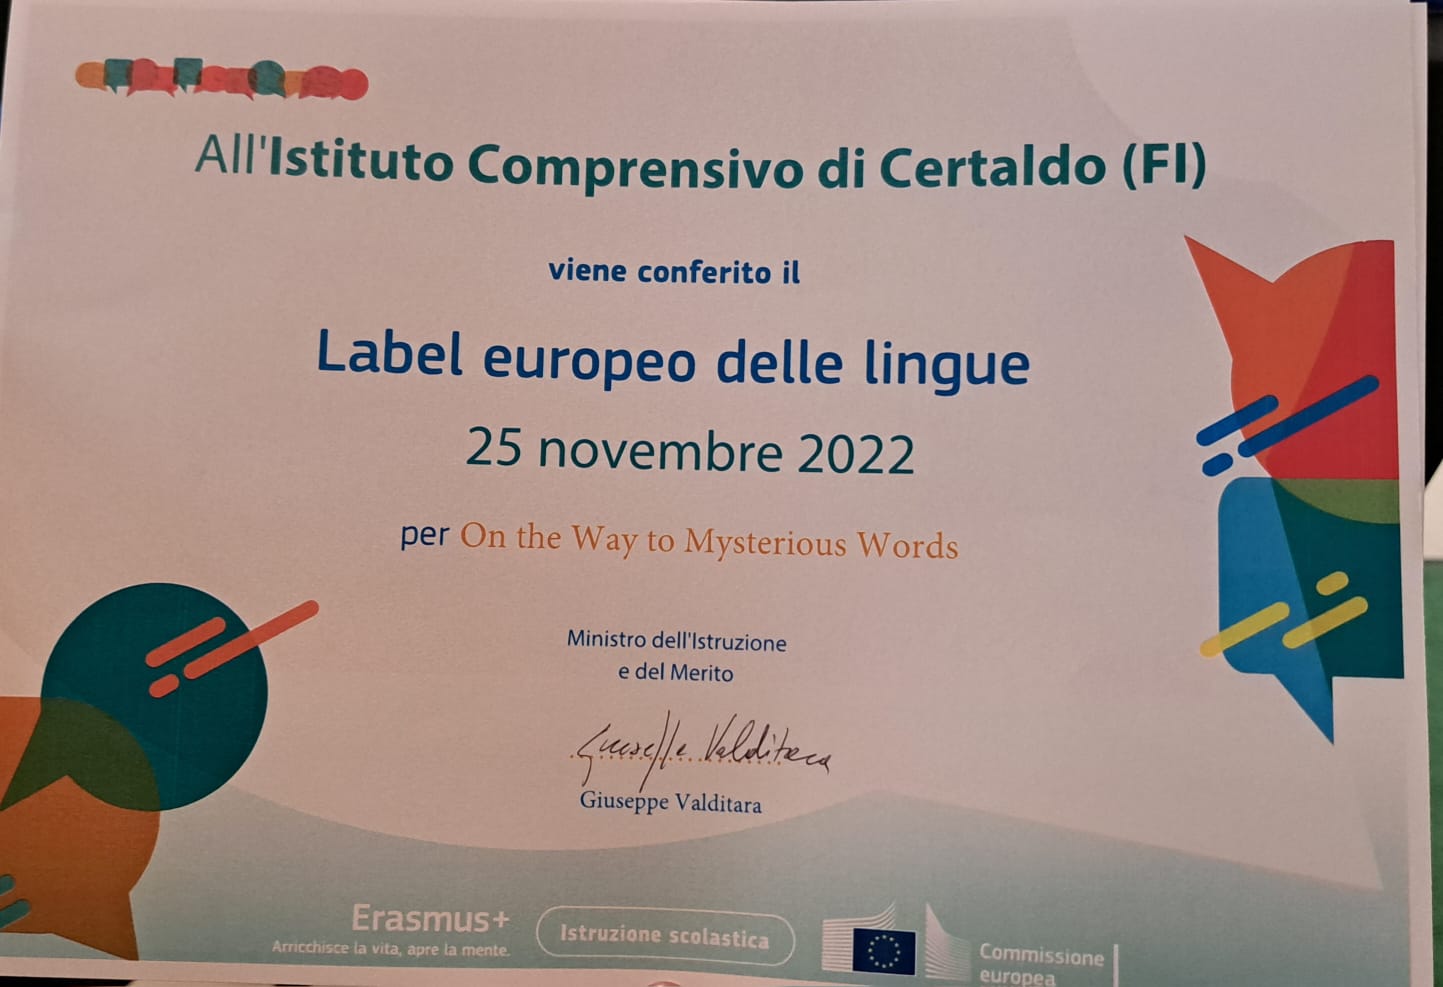 All'Istituto Comprensivo di Certaldo (FI)
viene conferito il
Label europeo delle lingue
25 novembre 2022
per On the Way to Mysterious Words
Ministro dell'Istruzione
e del Merito
Giuseppe Valditara
Giuseppe Valditara
Erasmus+
Arricchisce la vita, apre la mente.
Istruzione scolastica
Commissione
europea